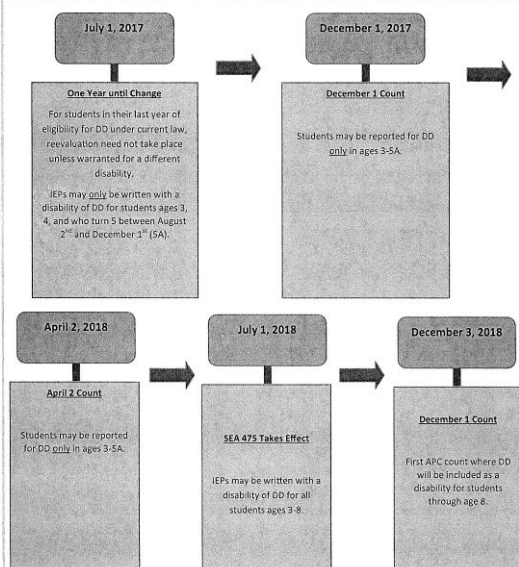 July 1, 2017
One Year until Change
For students in their last year of
eligibility for DD under current law,
reevaluation need not take place
unless warranted for a different
disability.
IEPs may only be written with a
disability of DD for students ages 3,
4, and who turn 5 between August
2nd and December 1st (5A).
December 1, 2017
December 1 Count
Students may be reported for DD
only in ages 3-5A.
April 2, 2018
April 2 Count
Students may be reported
for DD only in ages 3-5A.
July 1, 2018
SEA 475 Takes Effect
IEPs may be written with a
disability of DD for all
students ages 3-8.
December 3, 2018
December 1 Count
First APC count where DD
will be included as a
disability for students
through age 8.